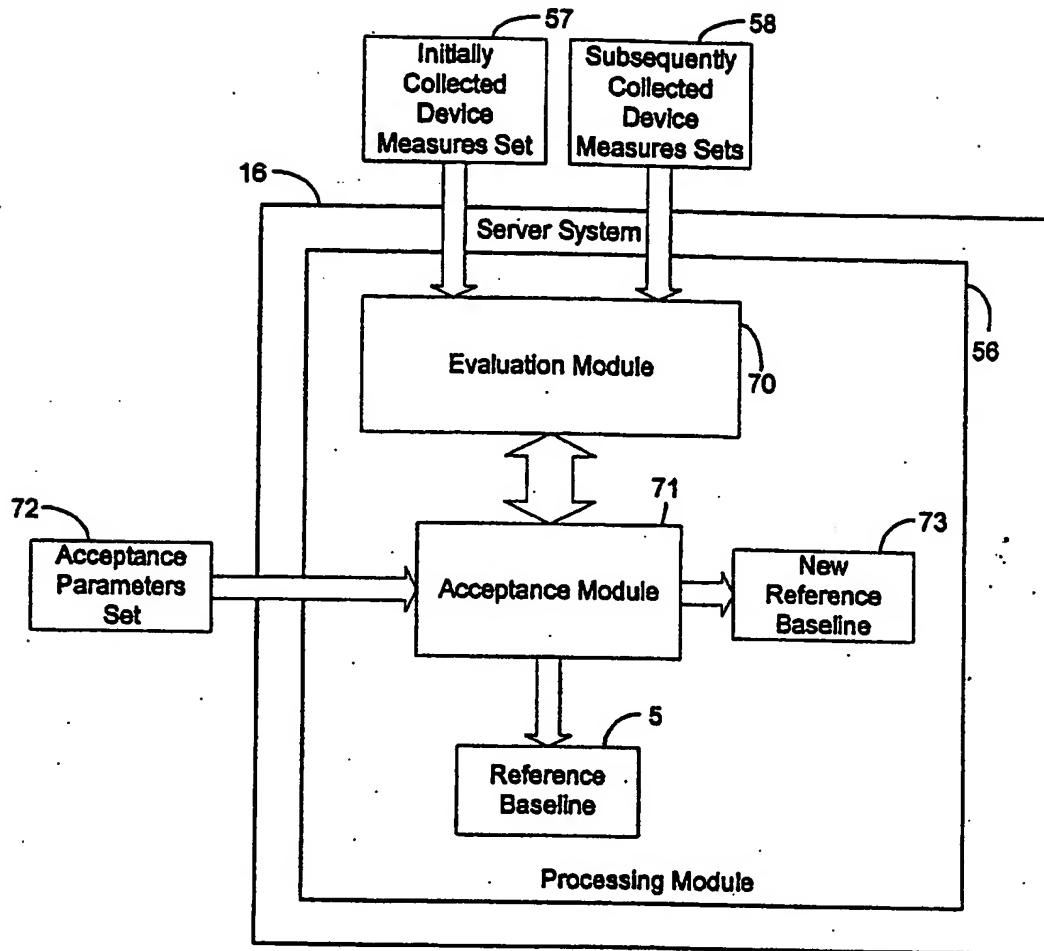 57
58
Initially
Collected
Device
Measures Set
Subsequently
Collected
Device
Measures Sets
16
Server System
56
Evaluation Module
70
72
71
73
Acceptance
Parameters
Set
Acceptance Module
New
Reference
Baseline
5
Reference
Baseline
Processing Module